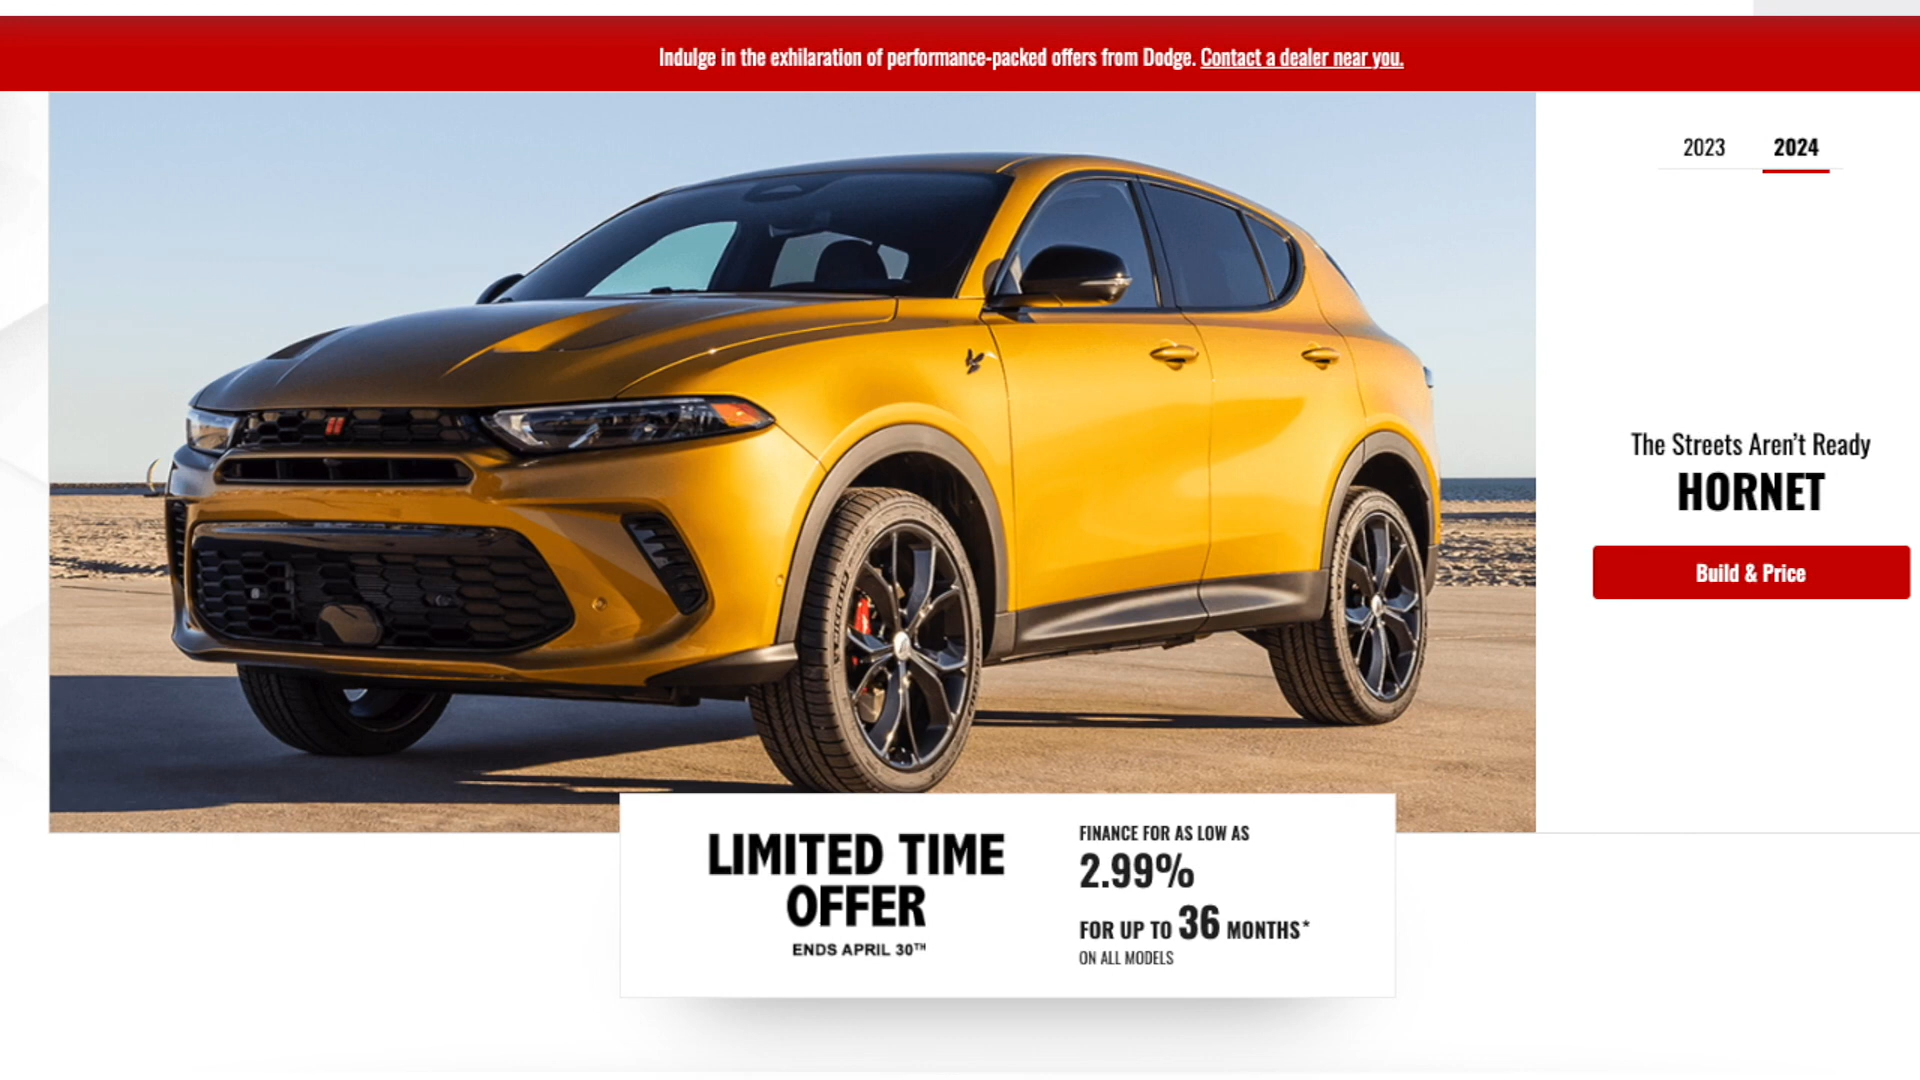 Indulge in the exhilaration of performance-packed offers from Dodge. Contact a dealer near you.
2023 2024
The Streets Aren’t Ready
HORNET
Build & Price
LIMITED TIME
OFFER
ENDS APRIL 30TH
FINANCE FOR AS LOW AS
2.99%
FOR UP TO 36 MONTHS*
ON ALL MODELS